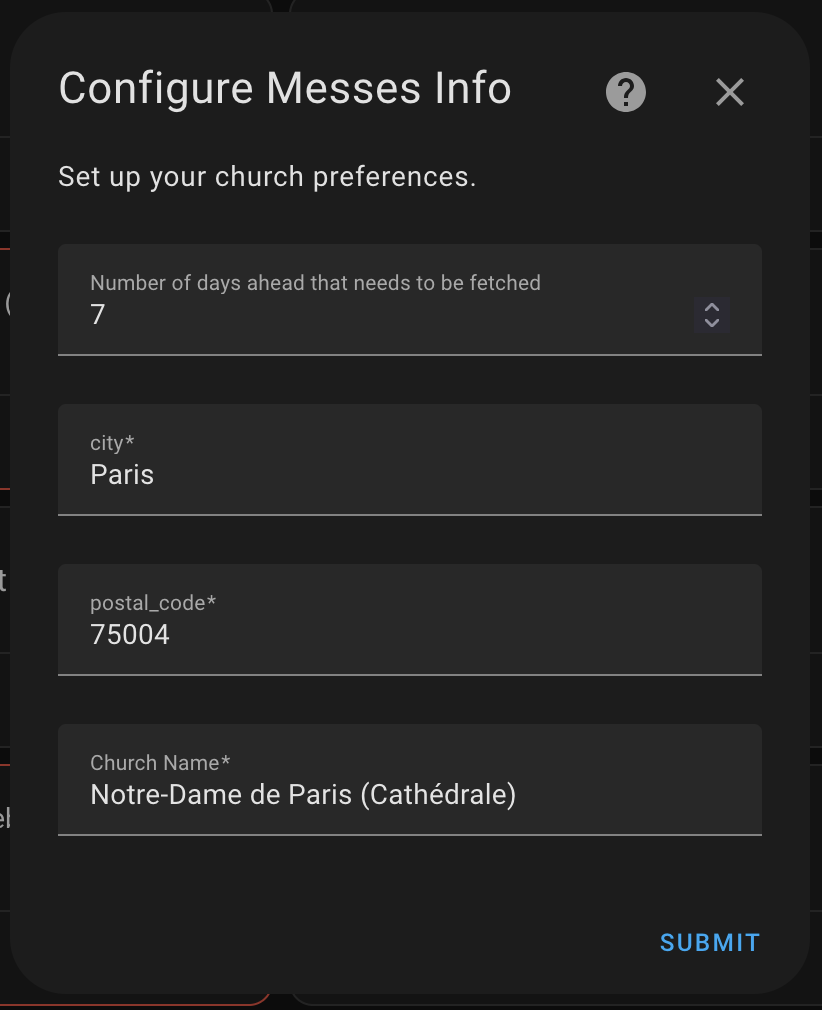 Configure Messes Info
?
Set up your church preferences.
Number of days ahead that needs to be fetched
7
city*
Paris
postal_code*
75004
Church Name*
Notre-Dame de Paris (Cathédrale)
SUBMIT